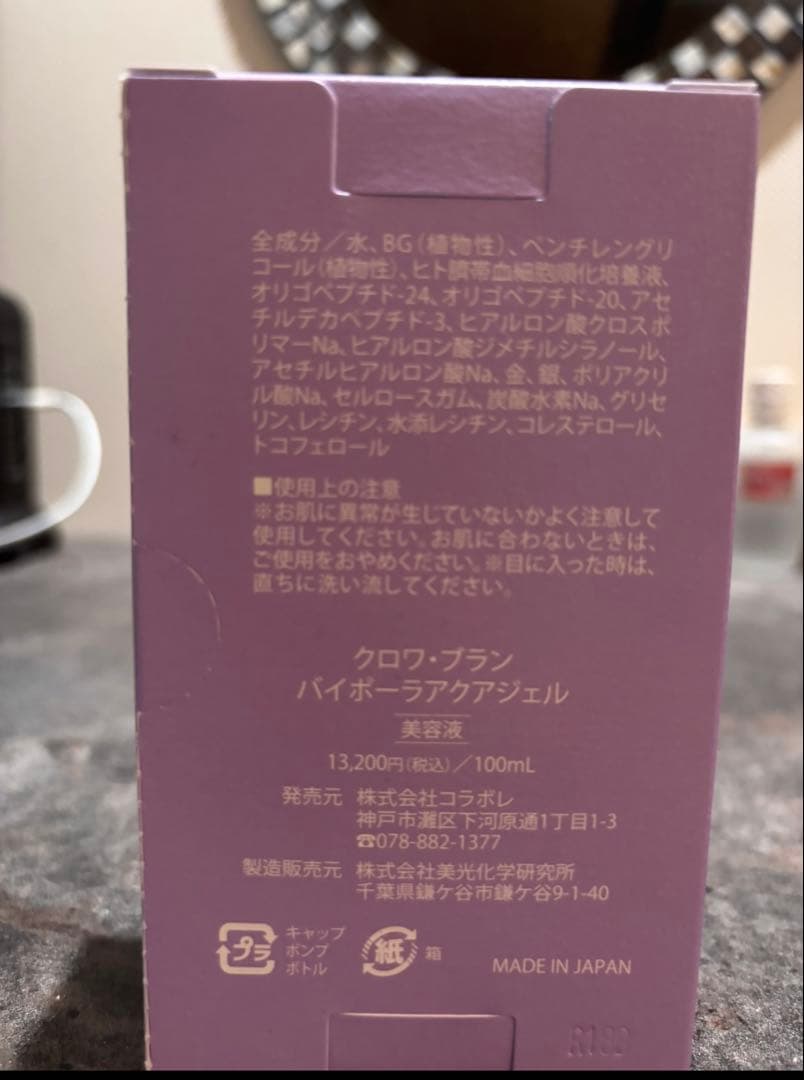 全成分／水、BG（植物性）、ペンチレングリ
コール（植物性）、ヒト臍帯血細胞順化培養液、
オリゴペプチド-24、オリゴペプチド-20、アセ
チルデカペプチド-3、ヒアルロン酸クロスポ
リマーNa、ヒアルロン酸ジメチルシラノール、
アセチルヒアルロン酸Na、金、銀、ポリアクリ
ル酸Na、セルロースガム、炭酸水素Na、グリセ
リン、レシチン、水添レシチン、コレステロール、
トコフェロール
■使用上の注意
※お肌に異常が生じていないかよく注意して
使用してください。お肌に合わないときは、
ご使用をおやめください。※目に入った時は、
直ちに洗い流してください。
クロワ・ブラン
バイポーラアクアジェル
美容液
13,200円（税込）／100mL
発売元 株式会社コラボレ
神戸市灘区下河原通1丁目1-3
☎078-882-1377
製造販売元 株式会社美光化学研究所
千葉県鎌ケ谷市鎌ケ谷9-1-40
プラ キャップ
ポンプ
ボトル
紙 箱
MADE IN JAPAN